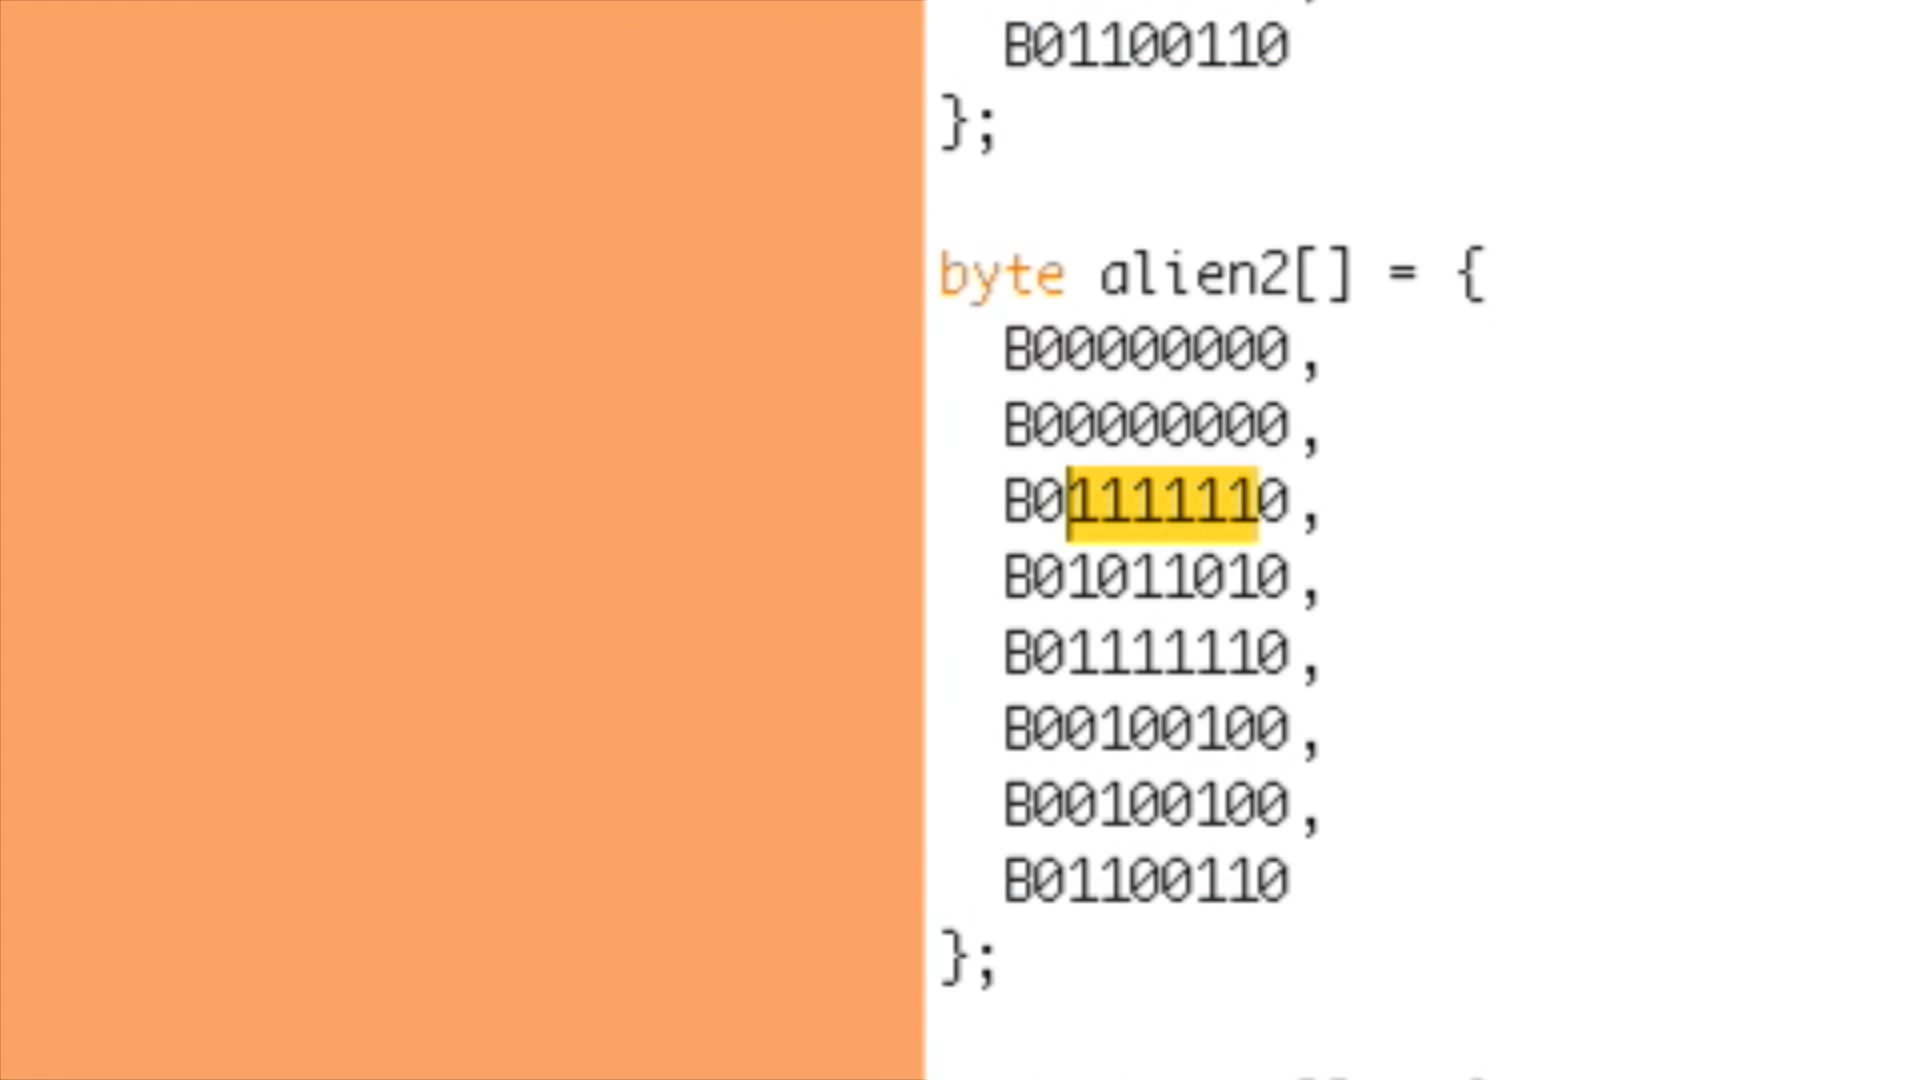 B01100110
};
byte alien2[] = {
B00000000,
B00000000,
B01111110,
B01011010,
B01111110,
B00100100,
B00100100,
B01100110
};